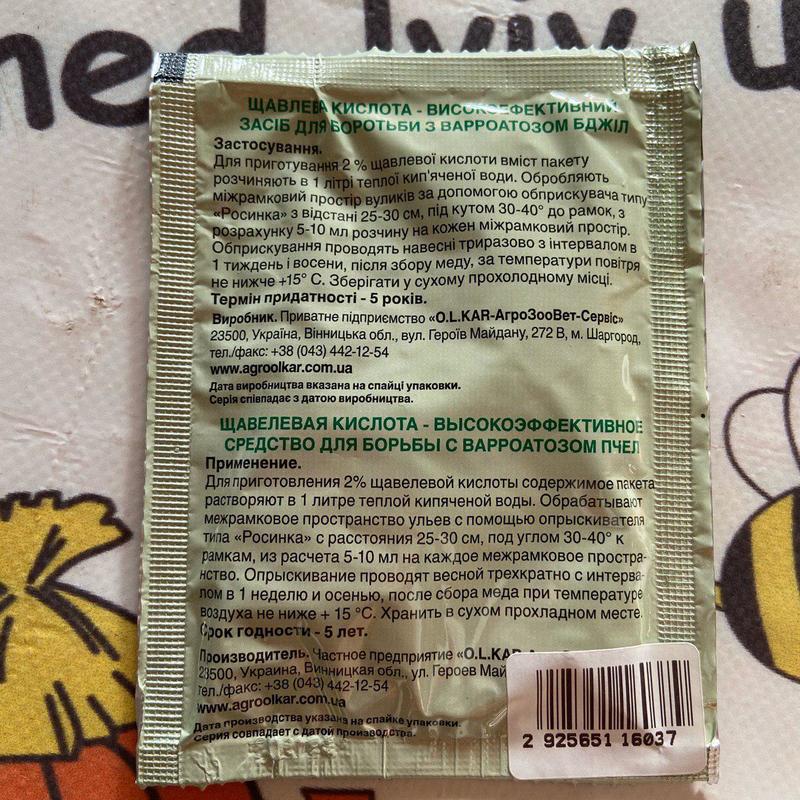 med lviv u
ЩАВЛЕВА КИСЛОТА - ВИСОКОЕФЕКТИВНИЙ
ЗАСІБ ДЛЯ БОРОТЬБИ З ВАРРОАТОЗОМ БДЖІЛ
Застосування.
Для приготування 2 % щавлевої кислоти вміст пакету
розчиняють в 1 літрі теплої кип'яченої води. Обробляють
міжрамковий простір вуликів за допомогою обприскувача типу
«Росинка» з відстані 25-30 см, під кутом 30-40° до рамок, з
розрахунку 5-10 мл розчину на кожен міжрамковий простір.
Обприскування проводять навесні триразово з інтервалом в
1 тиждень і восени, після збору меду, за температури повітря
не нижче +15° С. Зберігати у сухому прохолодному місці.
Термін придатності - 5 років.
Виробник. Приватне підприємство «O.L.KAR-АгроЗооВет-Сервіс»
23500, Україна, Вінницька обл., вул. Героїв Майдану, 272 В, м. Шаргород,
тел./факс: +38 (043) 442-12-54
www.agroolkar.com.ua
Дата виробництва вказана на спайці упаковки.
Серія співпадає з датою виробництва.
ЩАВЕЛЕВАЯ КИСЛОТА - ВЫСОКОЭФФЕКТИВНОЕ
СРЕДСТВО ДЛЯ БОРЬБЫ С ВАРРОАТОЗОМ ПЧЕЛ
Применение.
Для приготовления 2% щавелевой кислоты содержимое пакета
растворяют в 1 литре теплой кипяченой воды. Обрабатывают
межрамковое пространство ульев с помощью опрыскивателя
типа «Росинка» с расстояния 25-30 см, под углом 30-40° к
рамкам, из расчета 5-10 мл на каждое межрамковое простра-
нство. Опрыскивание проводят весной трехкратно с интерва-
лом в 1 неделю и осенью, после сбора меда при температуре
воздуха не ниже + 15 °С. Хранить в сухом прохладном месте.
Срок годности - 5 лет.
Производитель. Частное предприятие «O.L.KAR-
23500, Украина, Винницкая обл., ул. Героев Май
тел./факс: +38 (043) 442-12-54
www.agroolkar.com.ua
Дата производства указана на спайке упаковки.
Серия совпадает с датой производства.
2 925651 16037